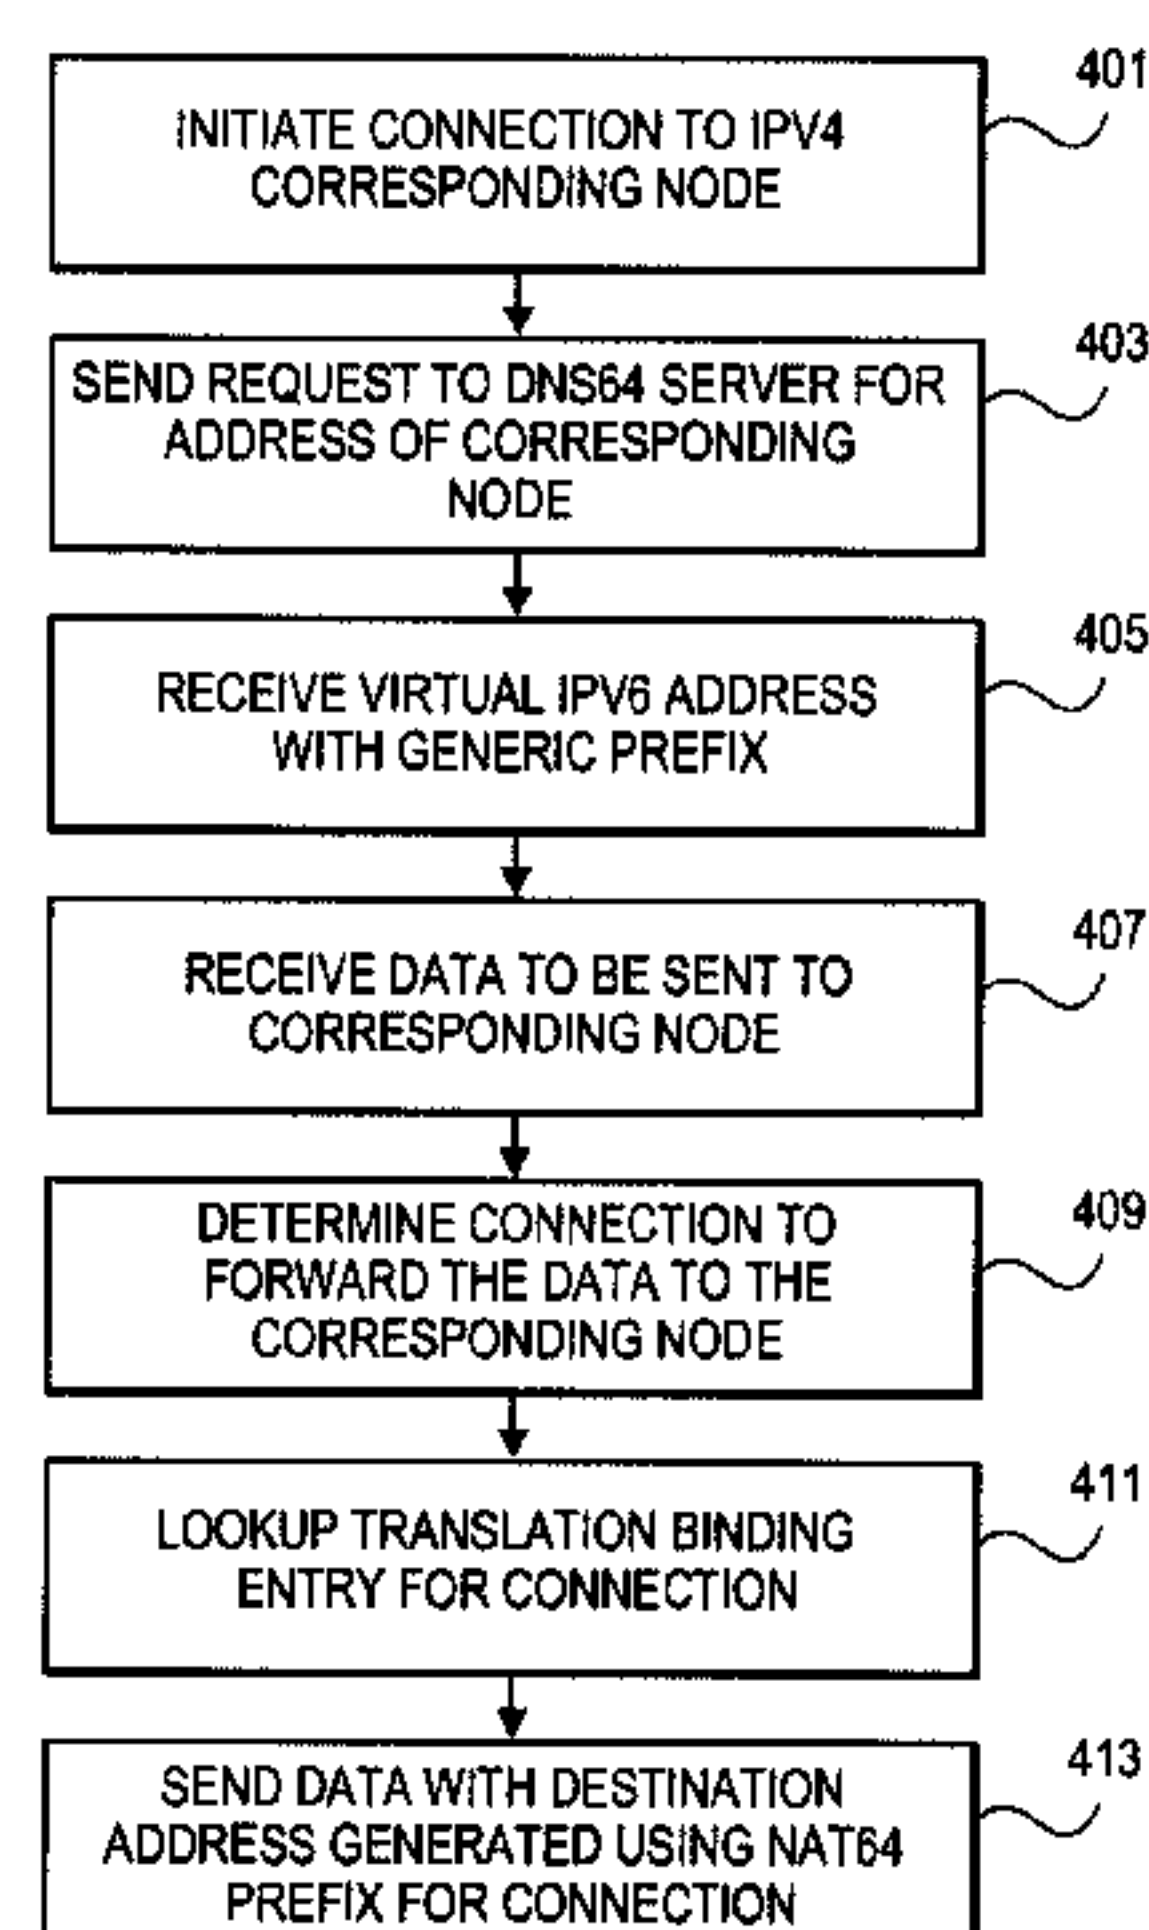 401
INITIATE CONNECTION TO IPV4
CORRESPONDING NODE
403
SEND REQUEST TO DNS64 SERVER FOR
ADDRESS OF CORRESPONDING
NODE
405
RECEIVE VIRTUAL IPV6 ADDRESS
WITH GENERIC PREFIX
407
RECEIVE DATA TO BE SENT TO
CORRESPONDING NODE
409
DETERMINE CONNECTION TO
FORWARD THE DATA TO THE
CORRESPONDING NODE
411
LOOKUP TRANSLATION BINDING
ENTRY FOR CONNECTION
413
SEND DATA WITH DESTINATION
ADDRESS GENERATED USING NAT64
PREFIX FOR CONNECTION